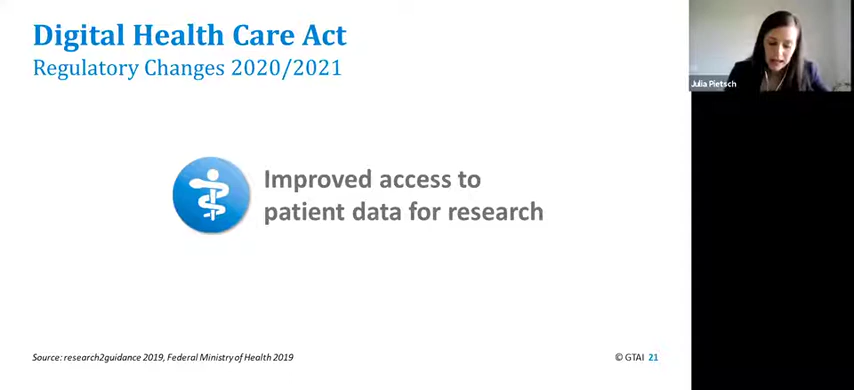 Digital Health Care Act
Regulatory Changes 2020/2021
Julia Pietsch
Improved access to
patient data for research
Source: research2guidance 2019, Federal Ministry of Health 2019
© GTAI 21